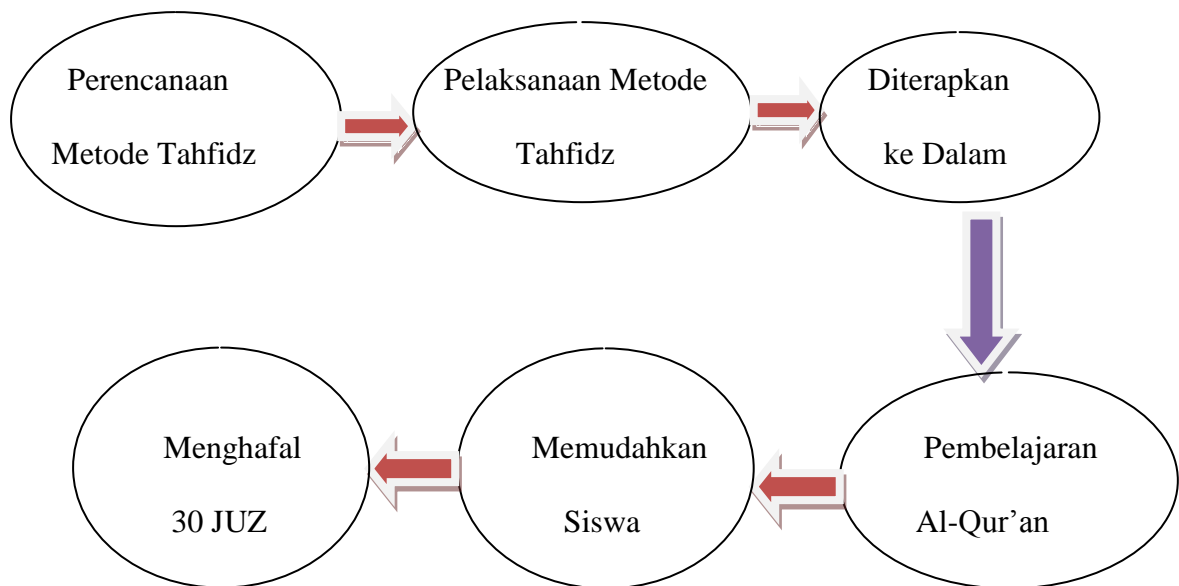 Perencanaan
Metode Tahfidz
Pelaksanaan Metode
Tahfidz
Diterapkan
ke Dalam
Pembelajaran
Al-Qur’an
Memudahkan
Siswa
Menghafal
30 JUZ